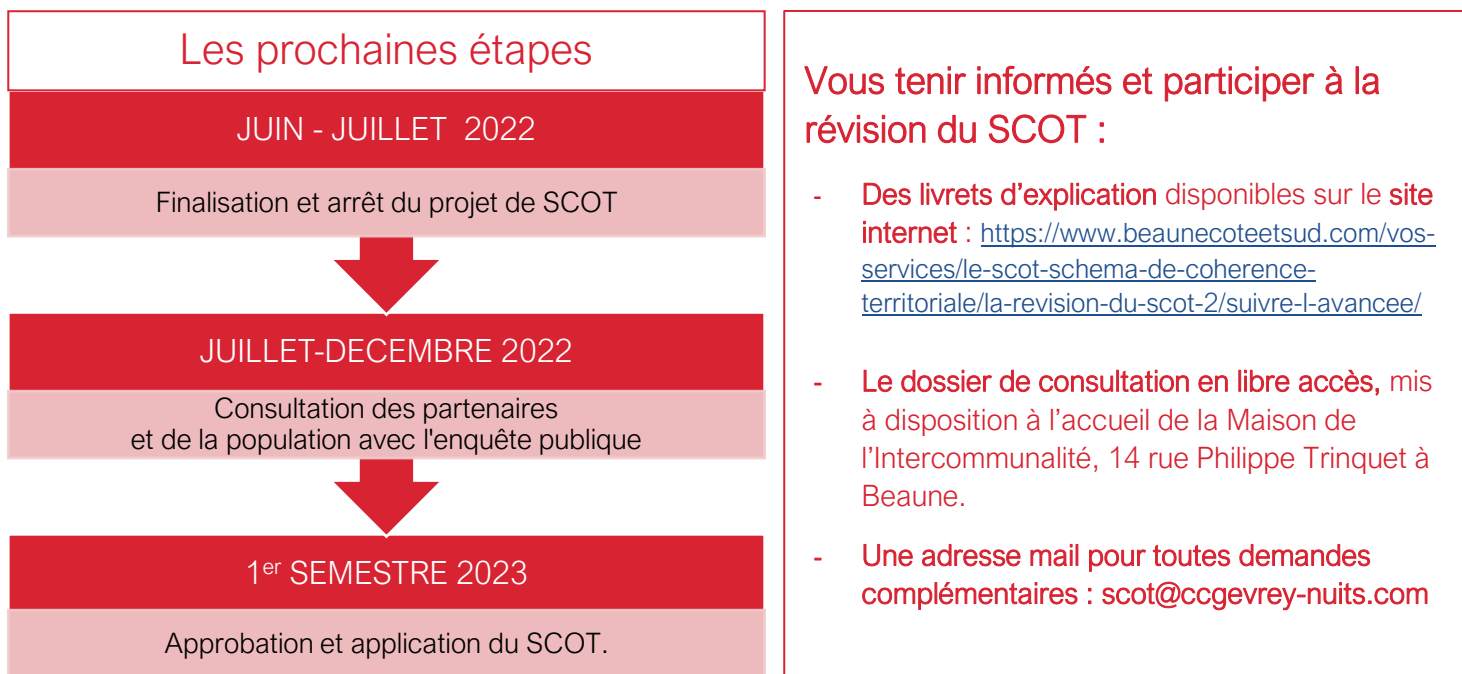 Les prochaines étapes
JUIN - JUILLET 2022
Finalisation et arrêt du projet de SCOT
JUILLET-DECEMBRE 2022
Consultation des partenaires
et de la population avec l'enquête publique
1er SEMESTRE 2023
Approbation et application du SCOT.
Vous tenir informés et participer à la
révision du SCOT :
- Des livrets d’explication disponibles sur le site
internet : https://www.beaunecoteetsud.com/vos-
services/le-scot-schema-de-coherence-
territoriale/la-revision-du-scot-2/suivre-l-avancee/
- Le dossier de consultation en libre accès, mis
à disposition à l’accueil de la Maison de
l’Intercommunalité, 14 rue Philippe Trinquet à
Beaune.
- Une adresse mail pour toutes demandes
complémentaires : scot@ccgevrey-nuits.com